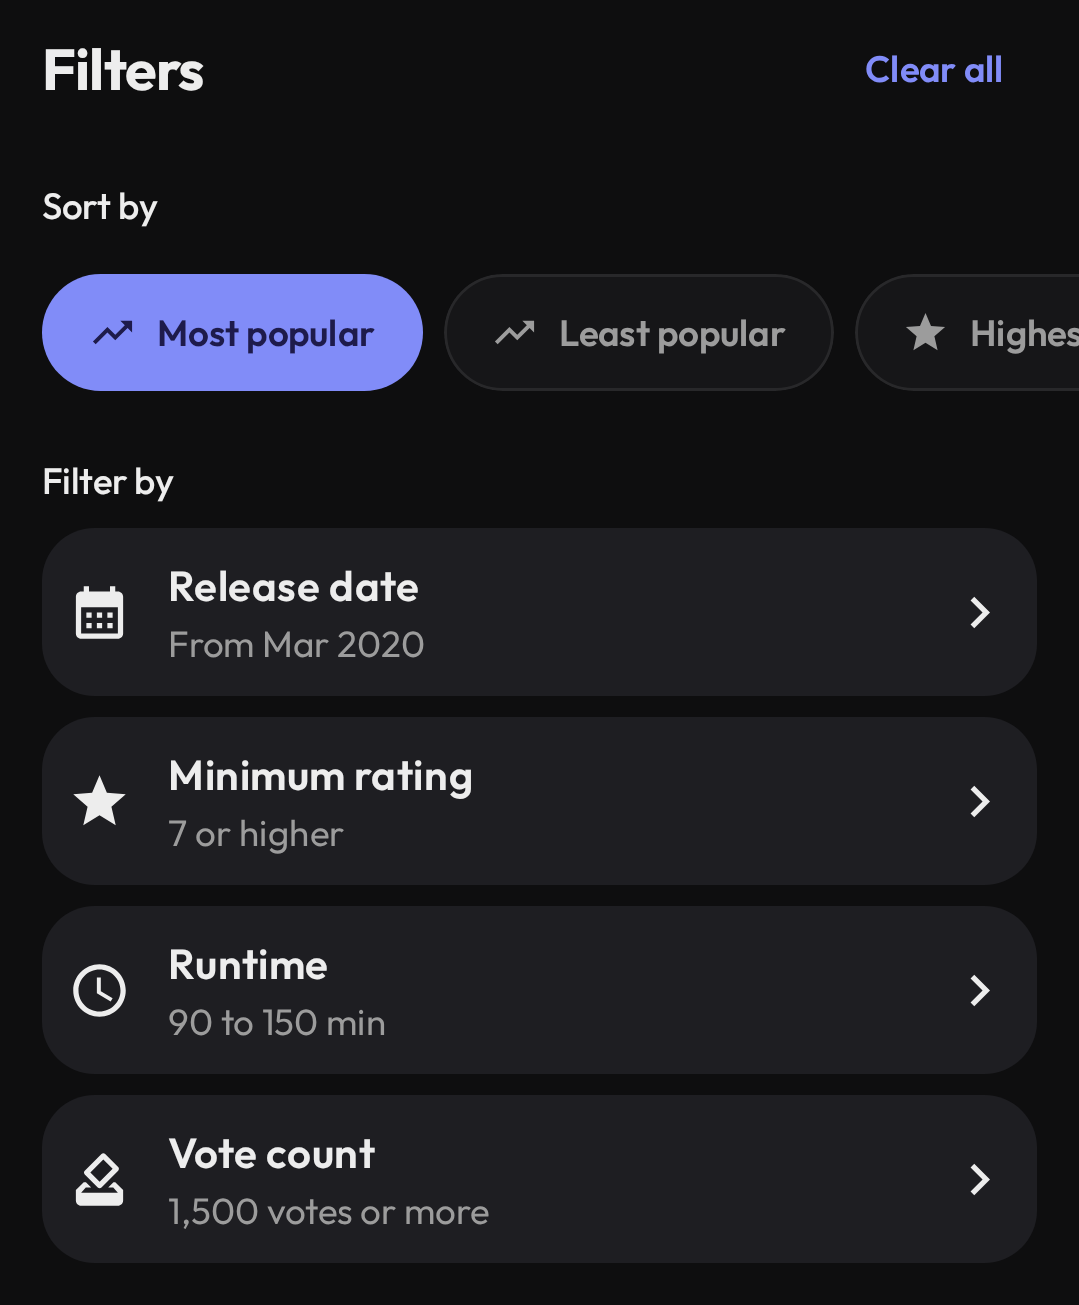 Filters
Clear all
Sort by
Most popular
Least popular
Highes
Filter by
Release date
From Mar 2020
Minimum rating
7 or higher
Runtime
90 to 150 min
Vote count
1,500 votes or more